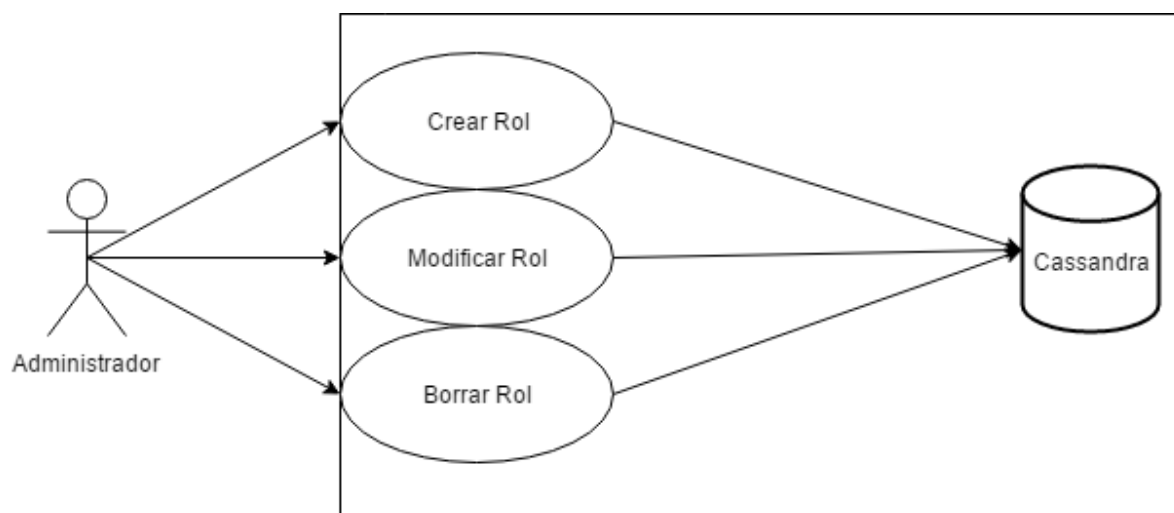 Crear Rol
Modificar Rol
Cassandra
Administrador
Borrar Rol